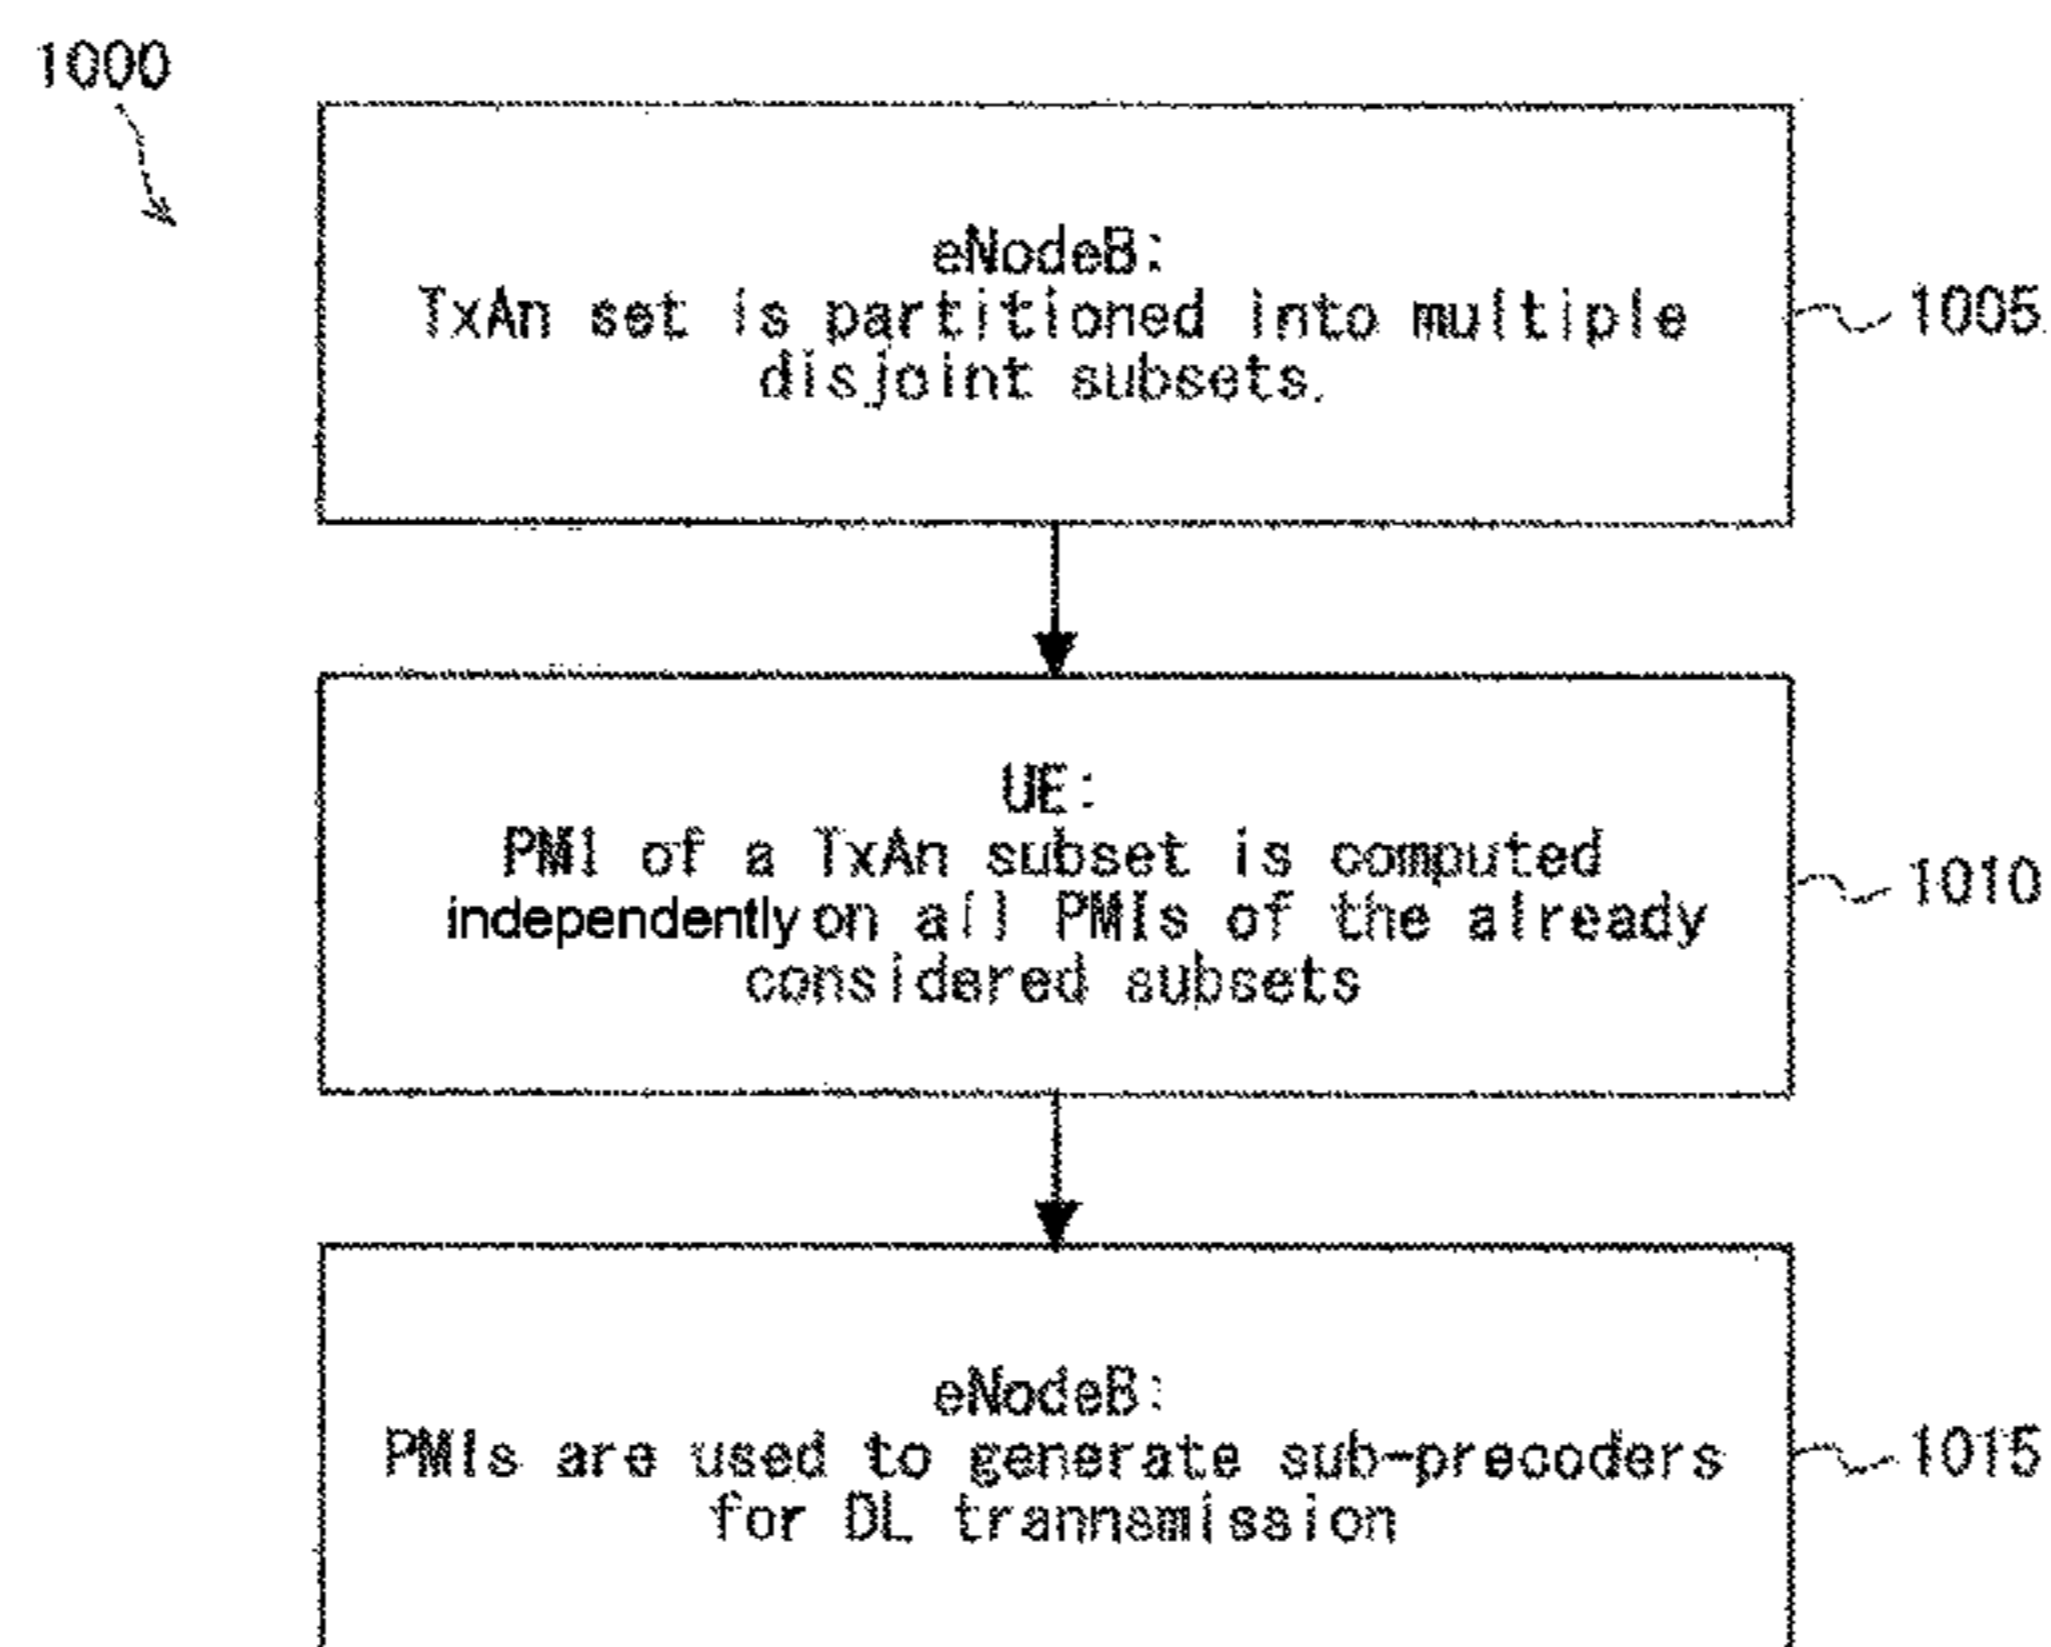 1000
eNodeB:
TxAn set is partitioned into multiple
disjoint subsets.
1005
UE:
PMI of a TxAn subset is computed
independently on all PMIs of the already
considered subsets
1010
eNodeB:
PMIs are used to generate sub-precoders
for DL trannsmission
1015